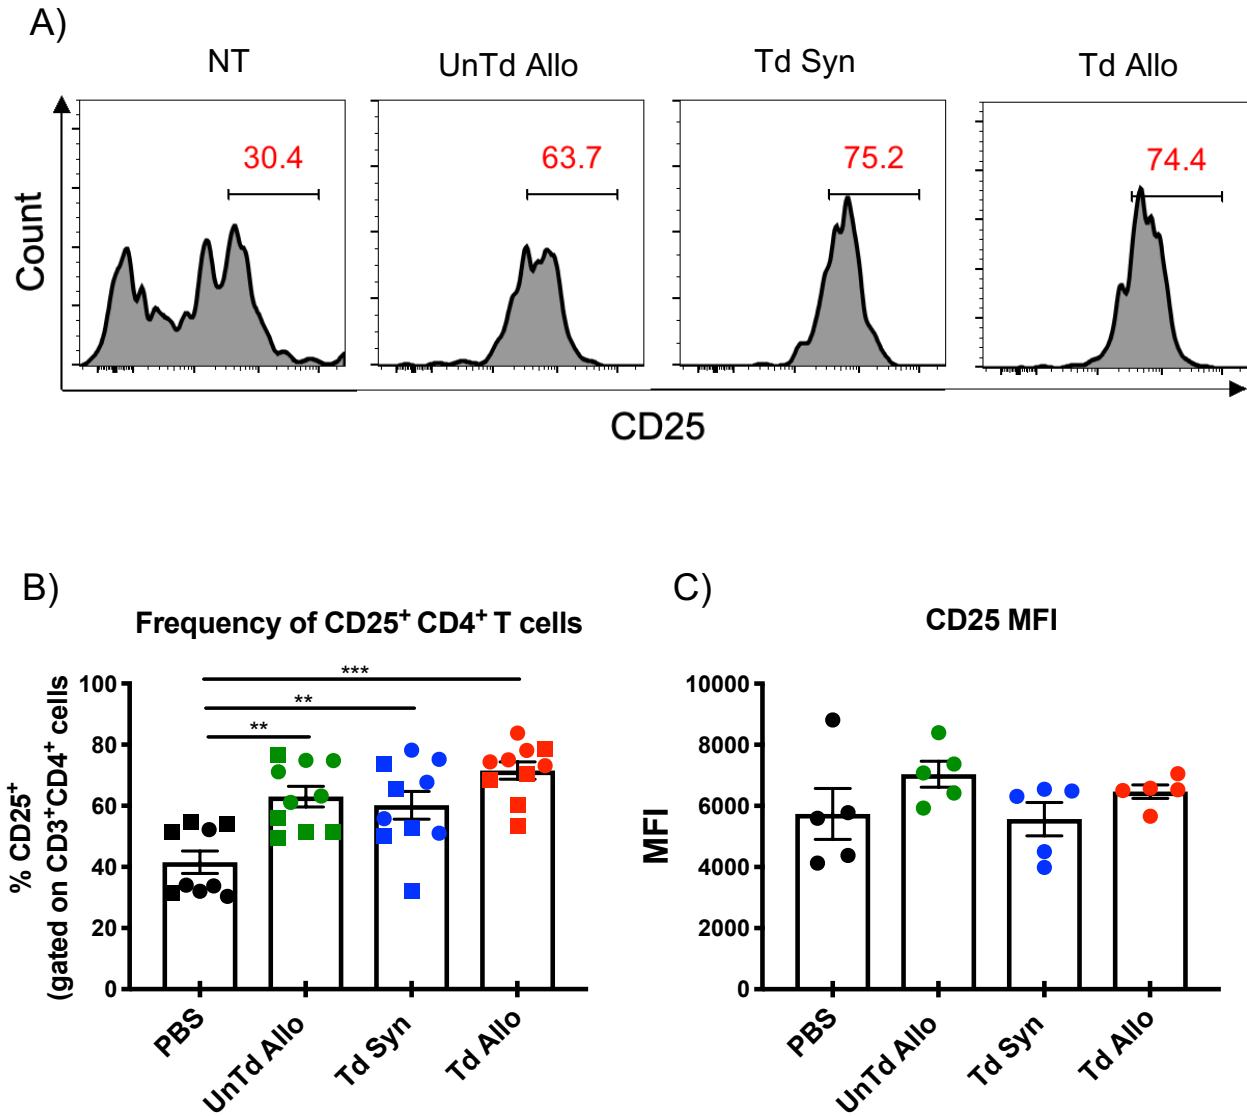 A)
NT UnTd Allo Td Syn Td Allo
30.4 63.7 75.2 74.4
Count
CD25
B)
Frequency of CD25⁺ CD4⁺ T cells
% CD25⁺
(gated on CD3⁺CD4⁺ cells
100
80
60
40
20
0
***
**
**
PBS UnTd Allo Td Syn Td Allo
C)
CD25 MFI
MFI
10000
8000
6000
4000
2000
0
PBS UnTd Allo Td Syn Td Allo